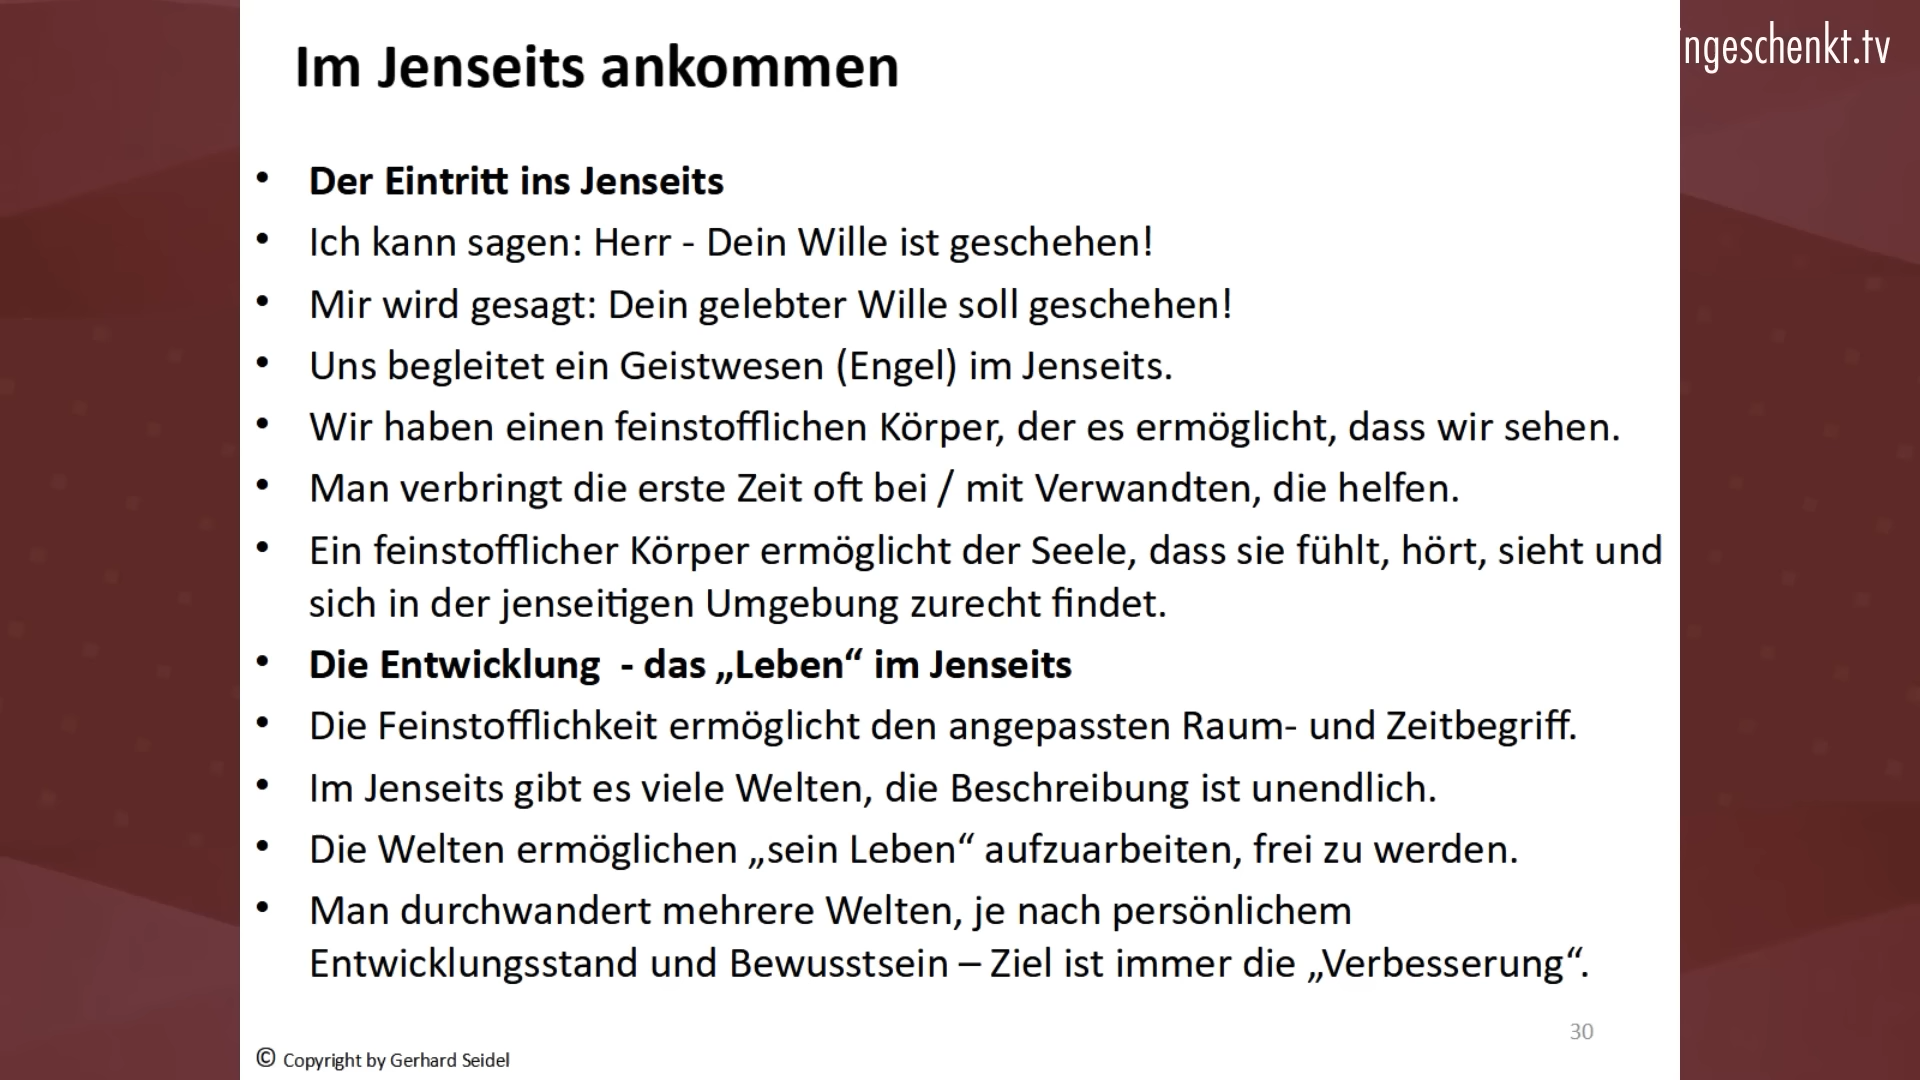 Im Jenseits ankommen
ngeschenkt.tv
• Der Eintritt ins Jenseits
• Ich kann sagen: Herr - Dein Wille ist geschehen!
• Mir wird gesagt: Dein gelebter Wille soll geschehen!
• Uns begleitet ein Geistwesen (Engel) im Jenseits.
• Wir haben einen feinstofflichen Körper, der es ermöglicht, dass wir sehen.
• Man verbringt die erste Zeit oft bei / mit Verwandten, die helfen.
• Ein feinstofflicher Körper ermöglicht der Seele, dass sie fühlt, hört, sieht und
sich in der jenseitigen Umgebung zurecht findet.
• Die Entwicklung - das „Leben“ im Jenseits
• Die Feinstofflichkeit ermöglicht den angepassten Raum- und Zeitbegriff.
• Im Jenseits gibt es viele Welten, die Beschreibung ist unendlich.
• Die Welten ermöglichen „sein Leben“ aufzuarbeiten, frei zu werden.
• Man durchwandert mehrere Welten, je nach persönlichem
Entwicklungsstand und Bewusstsein – Ziel ist immer die „Verbesserung“.
30
© Copyright by Gerhard Seidel